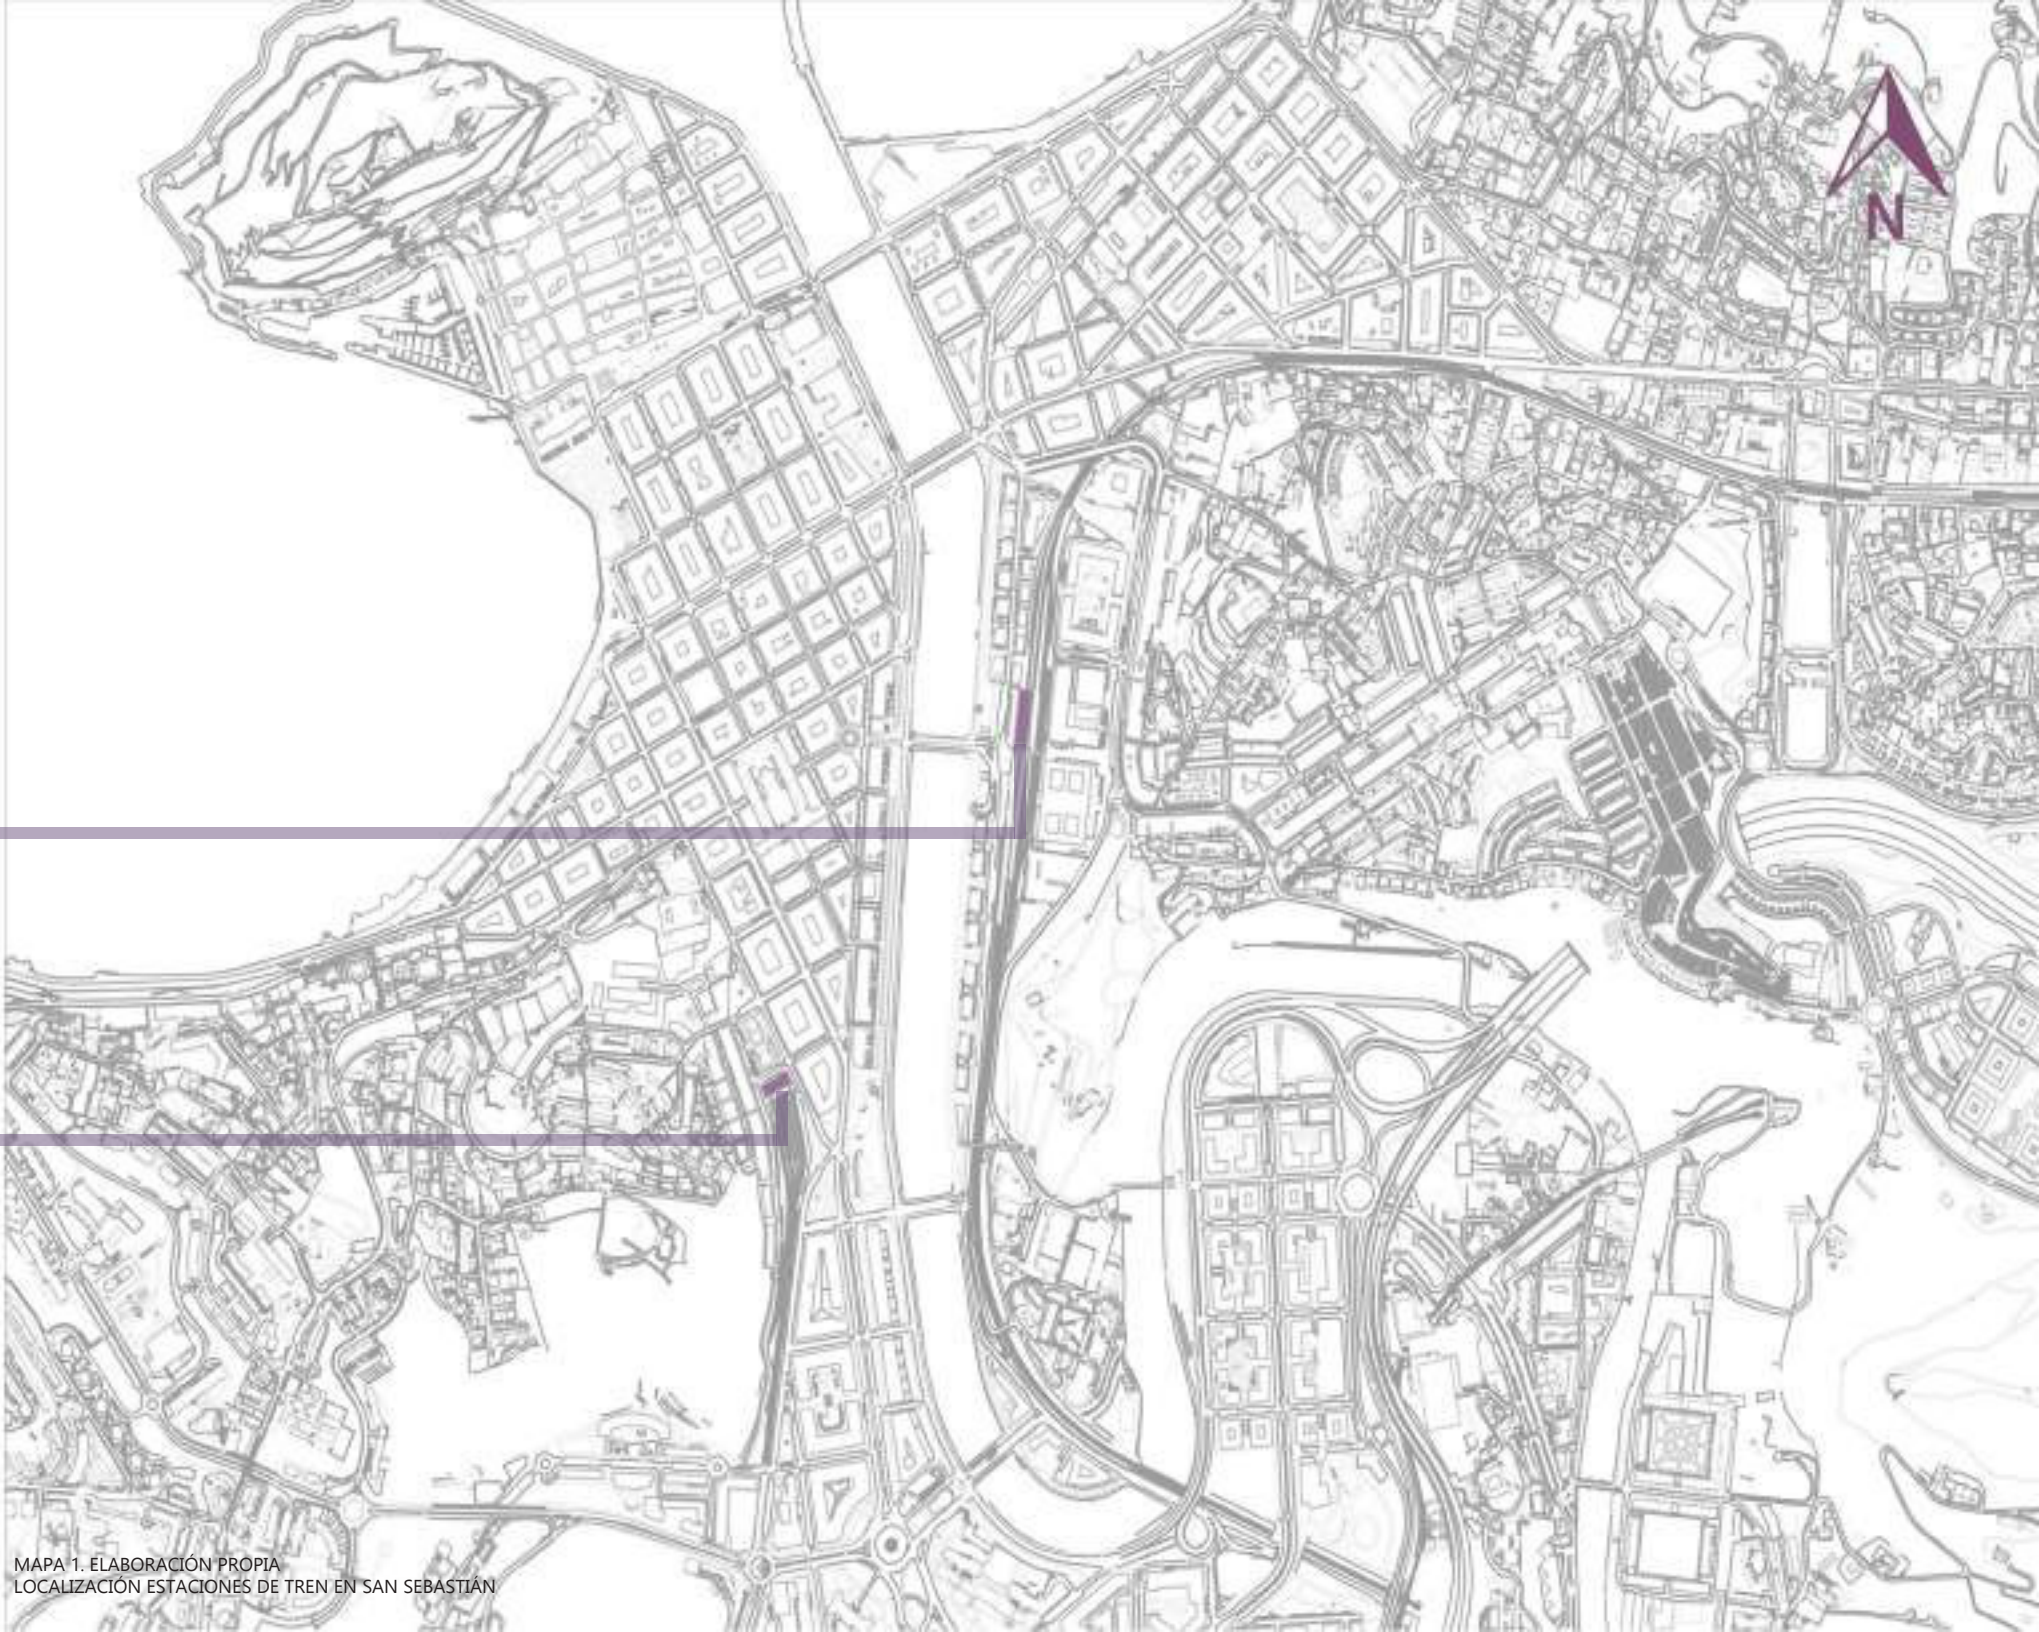 N
MAPA 1. ELABORACIÓN PROPIA
LOCALIZACIÓN ESTACIONES DE TREN EN SAN SEBASTIÁN